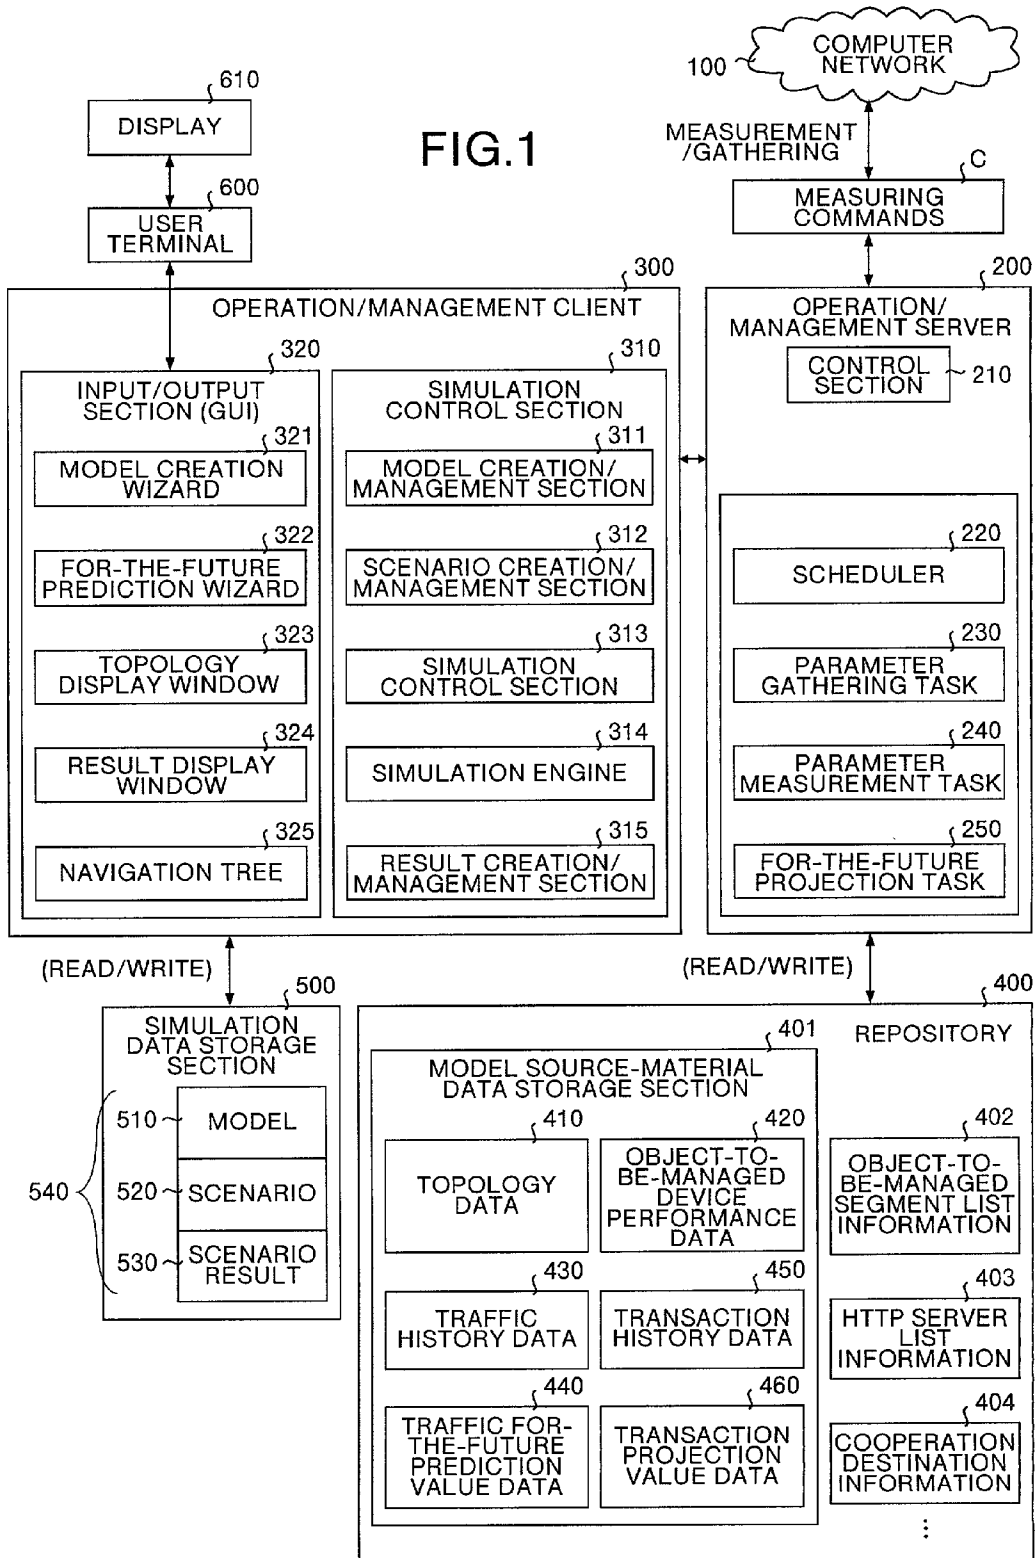 COMPUTER
NETWORK
100
610
DISPLAY
FIG.1
MEASUREMENT
/GATHERING
C
MEASURING
COMMANDS
600
USER
TERMINAL
300
OPERATION/MANAGEMENT CLIENT
320
INPUT/OUTPUT
SECTION (GUI)
321
MODEL CREATION
WIZARD
322
FOR-THE-FUTURE
PREDICTION WIZARD
323
TOPOLOGY
DISPLAY WINDOW
324
RESULT DISPLAY
WINDOW
325
NAVIGATION TREE
310
SIMULATION
CONTROL SECTION
311
MODEL CREATION/
MANAGEMENT SECTION
312
SCENARIO CREATION/
MANAGEMENT SECTION
313
SIMULATION
CONTROL SECTION
314
SIMULATION ENGINE
315
RESULT CREATION/
MANAGEMENT SECTION
200
OPERATION/
MANAGEMENT SERVER
CONTROL
SECTION
210
220
SCHEDULER
230
PARAMETER
GATHERING TASK
240
PARAMETER
MEASUREMENT TASK
250
FOR-THE-FUTURE
PROJECTION TASK
(READ/WRITE)
(READ/WRITE)
500
SIMULATION
DATA STORAGE
SECTION
510
MODEL
520
SCENARIO
530
SCENARIO
RESULT
540
400
REPOSITORY
401
MODEL SOURCE-MATERIAL
DATA STORAGE SECTION
410
TOPOLOGY
DATA
420
OBJECT-TO-
BE-MANAGED
DEVICE
PERFORMANCE
DATA
430
TRAFFIC
HISTORY DATA
450
TRANSACTION
HISTORY DATA
440
TRAFFIC FOR-
THE-FUTURE
PREDICTION
VALUE DATA
460
TRANSACTION
PROJECTION
VALUE DATA
402
OBJECT-TO-
BE-MANAGED
SEGMENT LIST
INFORMATION
403
HTTP SERVER
LIST
INFORMATION
404
COOPERATION
DESTINATION
INFORMATION
⋮